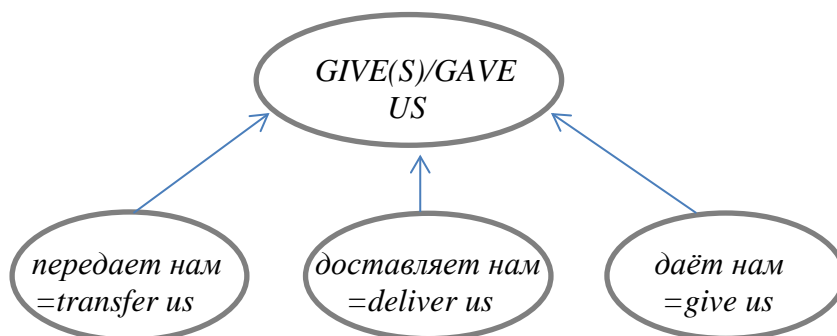 GIVE(S)/GAVE
US
передает нам
=transfer us
доставляет нам
=deliver us
даёт нам
=give us